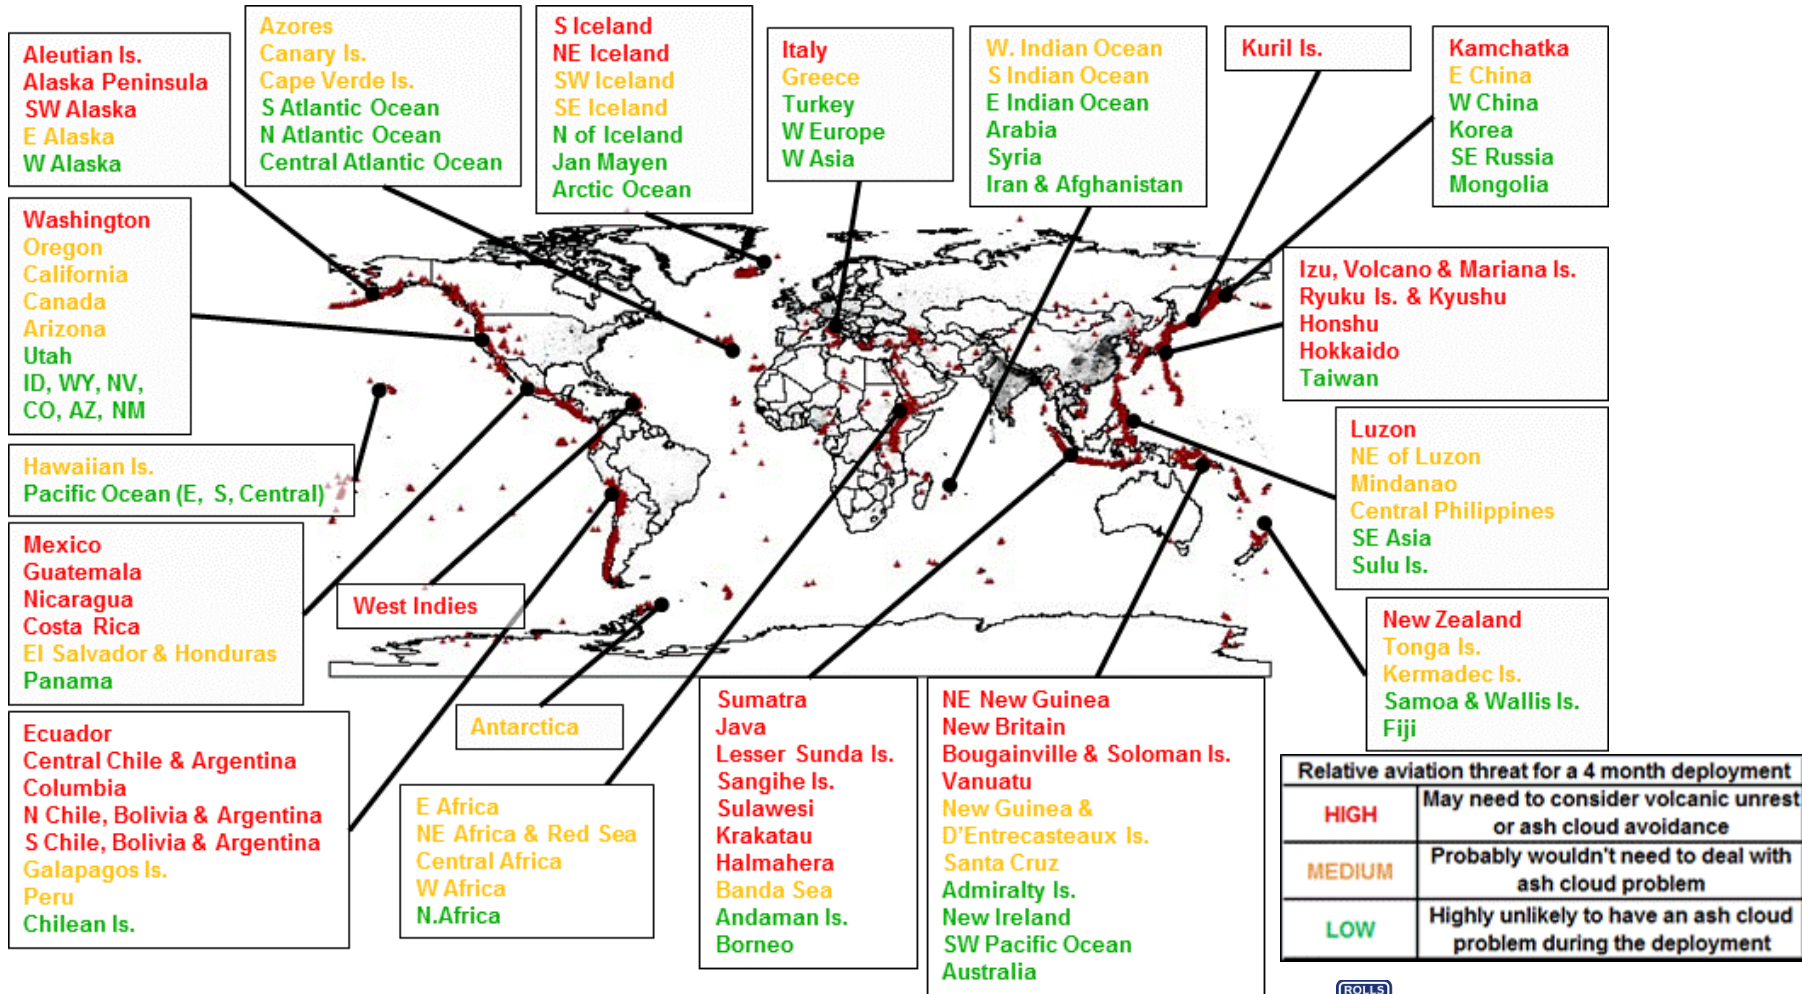 Aleutian Is.
Alaska Peninsula
SW Alaska
E Alaska
W Alaska
Azores
Canary Is.
Cape Verde Is.
S Atlantic Ocean
N Atlantic Ocean
Central Atlantic Ocean
S Iceland
NE Iceland
SW Iceland
SE Iceland
N of Iceland
Jan Mayen
Arctic Ocean
Italy
Greece
Turkey
W Europe
W Asia
W. Indian Ocean
S Indian Ocean
E Indian Ocean
Arabia
Syria
Iran & Afghanistan
Kuril Is.
Kamchatka
E China
W China
Korea
SE Russia
Mongolia
Washington
Oregon
California
Canada
Arizona
Utah
ID, WY, NV,
CO, AZ, NM
Izu, Volcano & Mariana Is.
Ryuku Is. & Kyushu
Honshu
Hokkaido
Taiwan
Hawaiian Is.
Pacific Ocean (E, S, Central)
Luzon
NE of Luzon
Mindanao
Central Philippines
SE Asia
Sulu Is.
Mexico
Guatemala
Nicaragua
Costa Rica
El Salvador & Honduras
Panama
West Indies
New Zealand
Tonga Is.
Kermadec Is.
Samoa & Wallis Is.
Fiji
Ecuador
Central Chile & Argentina
Columbia
N Chile, Bolivia & Argentina
S Chile, Bolivia & Argentina
Galapagos Is.
Peru
Chilean Is.
Antarctica
E Africa
NE Africa & Red Sea
Central Africa
W Africa
N.Africa
Sumatra
Java
Lesser Sunda Is.
Sangihe Is.
Sulawesi
Krakatau
Halmahera
Banda Sea
Andaman Is.
Borneo
NE New Guinea
New Britain
Bougainville & Soloman Is.
Vanuatu
New Guinea &
D'Entrecasteaux Is.
Santa Cruz
Admiralty Is.
New Ireland
SW Pacific Ocean
Australia
Relative aviation threat for a 4 month deployment
HIGH
May need to consider volcanic unrest
or ash cloud avoidance
MEDIUM
Probably wouldn't need to deal with
ash cloud problem
LOW
Highly unlikely to have an ash cloud
problem during the deployment
ROLLS